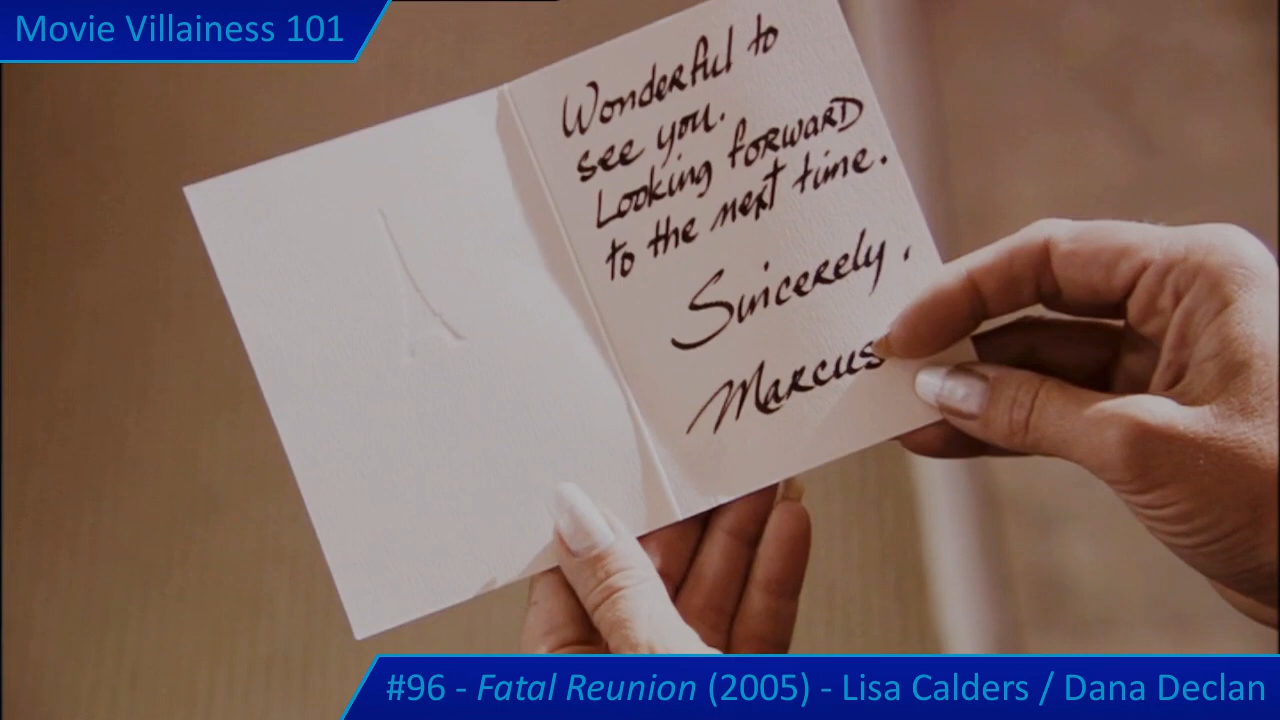 Movie Villainess 101
Wonderful to
see you.
Looking forward
to the next time.
Sincerely,
Marcus
#96 - Fatal Reunion (2005) - Lisa Calders / Dana Declan